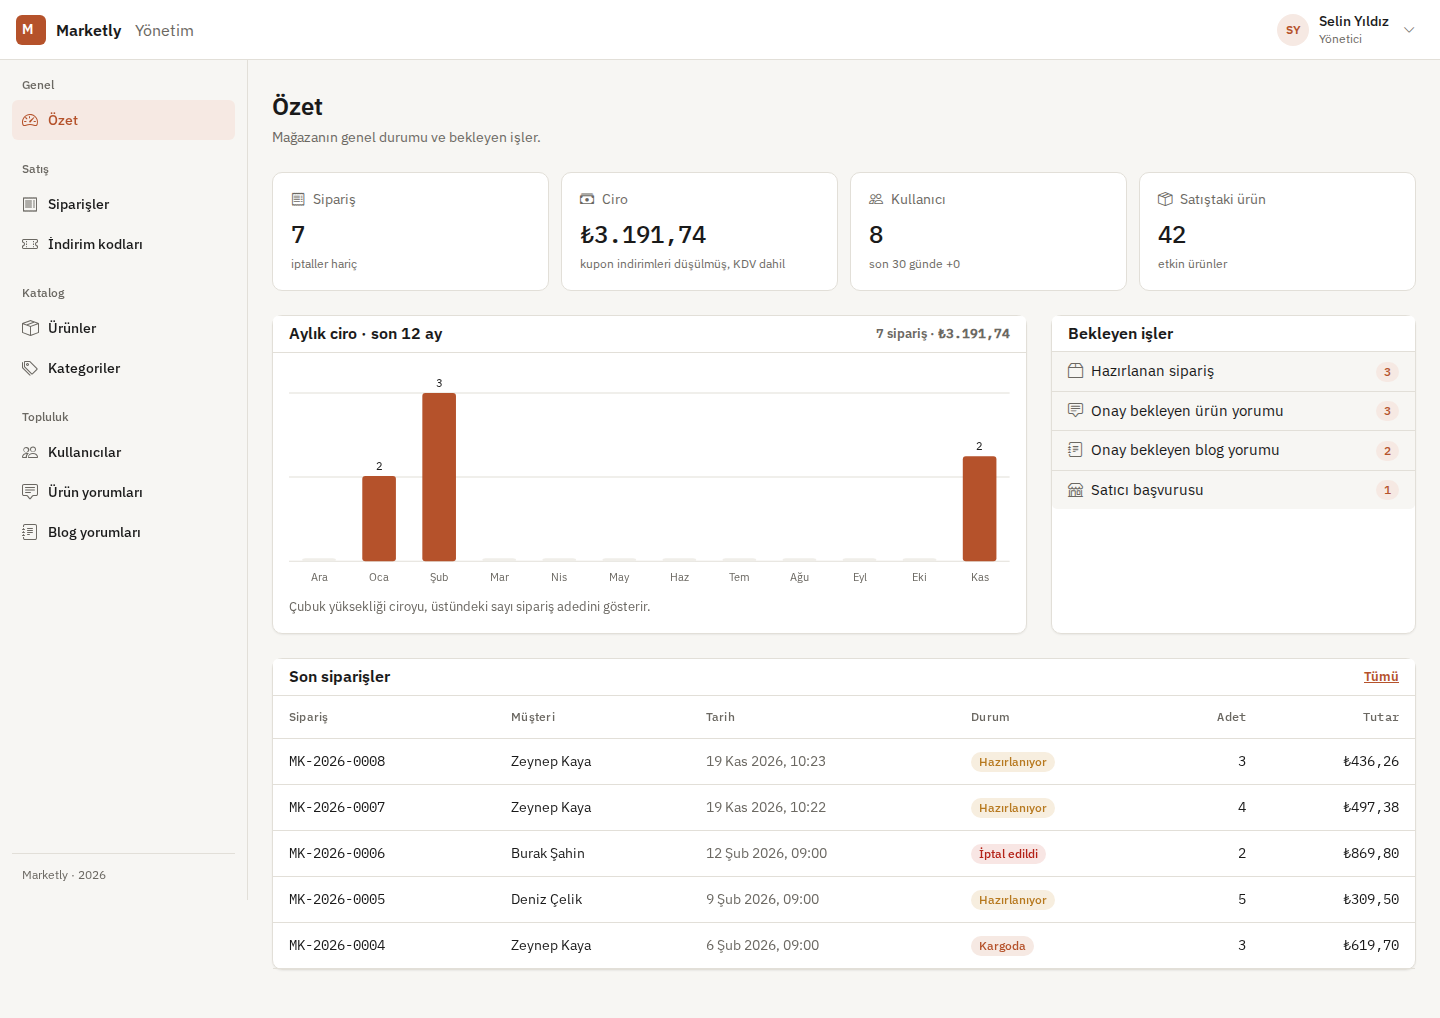 M Marketly Yönetim
SY Selin Yıldız
Yönetici
Genel
Özet
Satış
Siparişler
İndirim kodları
Katalog
Ürünler
Kategoriler
Topluluk
Kullanıcılar
Ürün yorumları
Blog yorumları
Marketly · 2026
Özet
Mağazanın genel durumu ve bekleyen işler.
Sipariş
7
iptaller hariç
Ciro
₺3.191,74
kupon indirimleri düşülmüş, KDV dahil
Kullanıcı
8
son 30 günde +0
Satıştaki ürün
42
etkin ürünler
Aylık ciro · son 12 ay 7 sipariş · ₺3.191,74
3
2
2
Ara Oca Şub Mar Nis May Haz Tem Ağu Eyl Eki Kas
Çubuk yüksekliği ciroyu, üstündeki sayı sipariş adedini gösterir.
Bekleyen işler
Hazırlanan sipariş 3
Onay bekleyen ürün yorumu 3
Onay bekleyen blog yorumu 2
Satıcı başvurusu 1
Son siparişler Tümü
Sipariş Müşteri Tarih Durum Adet Tutar
MK-2026-0008 Zeynep Kaya 19 Kas 2026, 10:23 Hazırlanıyor 3 ₺436,26
MK-2026-0007 Zeynep Kaya 19 Kas 2026, 10:22 Hazırlanıyor 4 ₺497,38
MK-2026-0006 Burak Şahin 12 Şub 2026, 09:00 İptal edildi 2 ₺869,80
MK-2026-0005 Deniz Çelik 9 Şub 2026, 09:00 Hazırlanıyor 5 ₺309,50
MK-2026-0004 Zeynep Kaya 6 Şub 2026, 09:00 Kargoda 3 ₺619,70